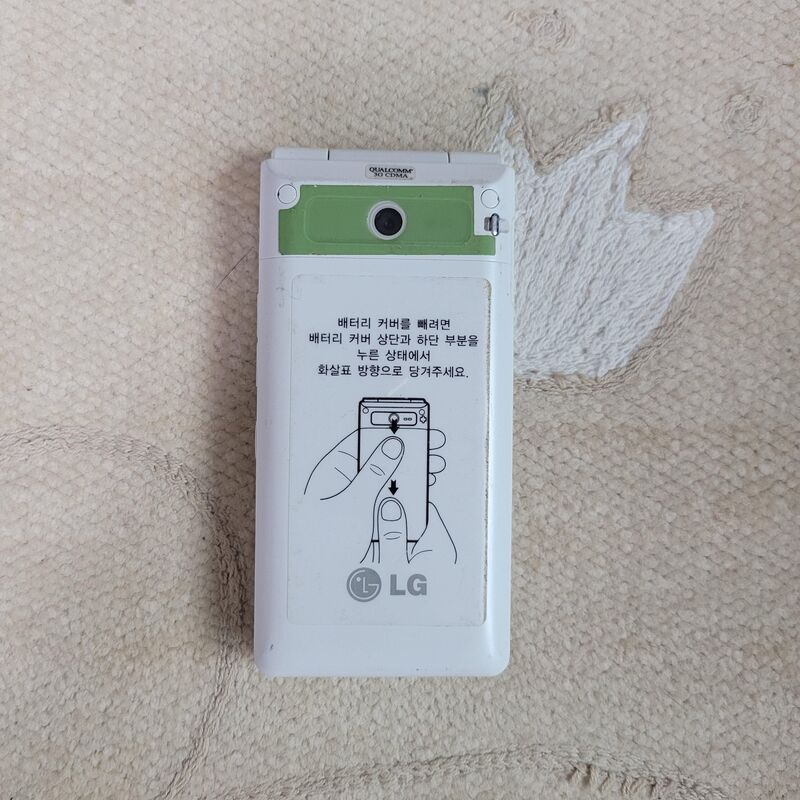 QUALCOMM
3G CDMA
배터리 커버를 빼려면
배터리 커버 상단과 하단 부분을
누른 상태에서
화살표 방향으로 당겨주세요.
LG